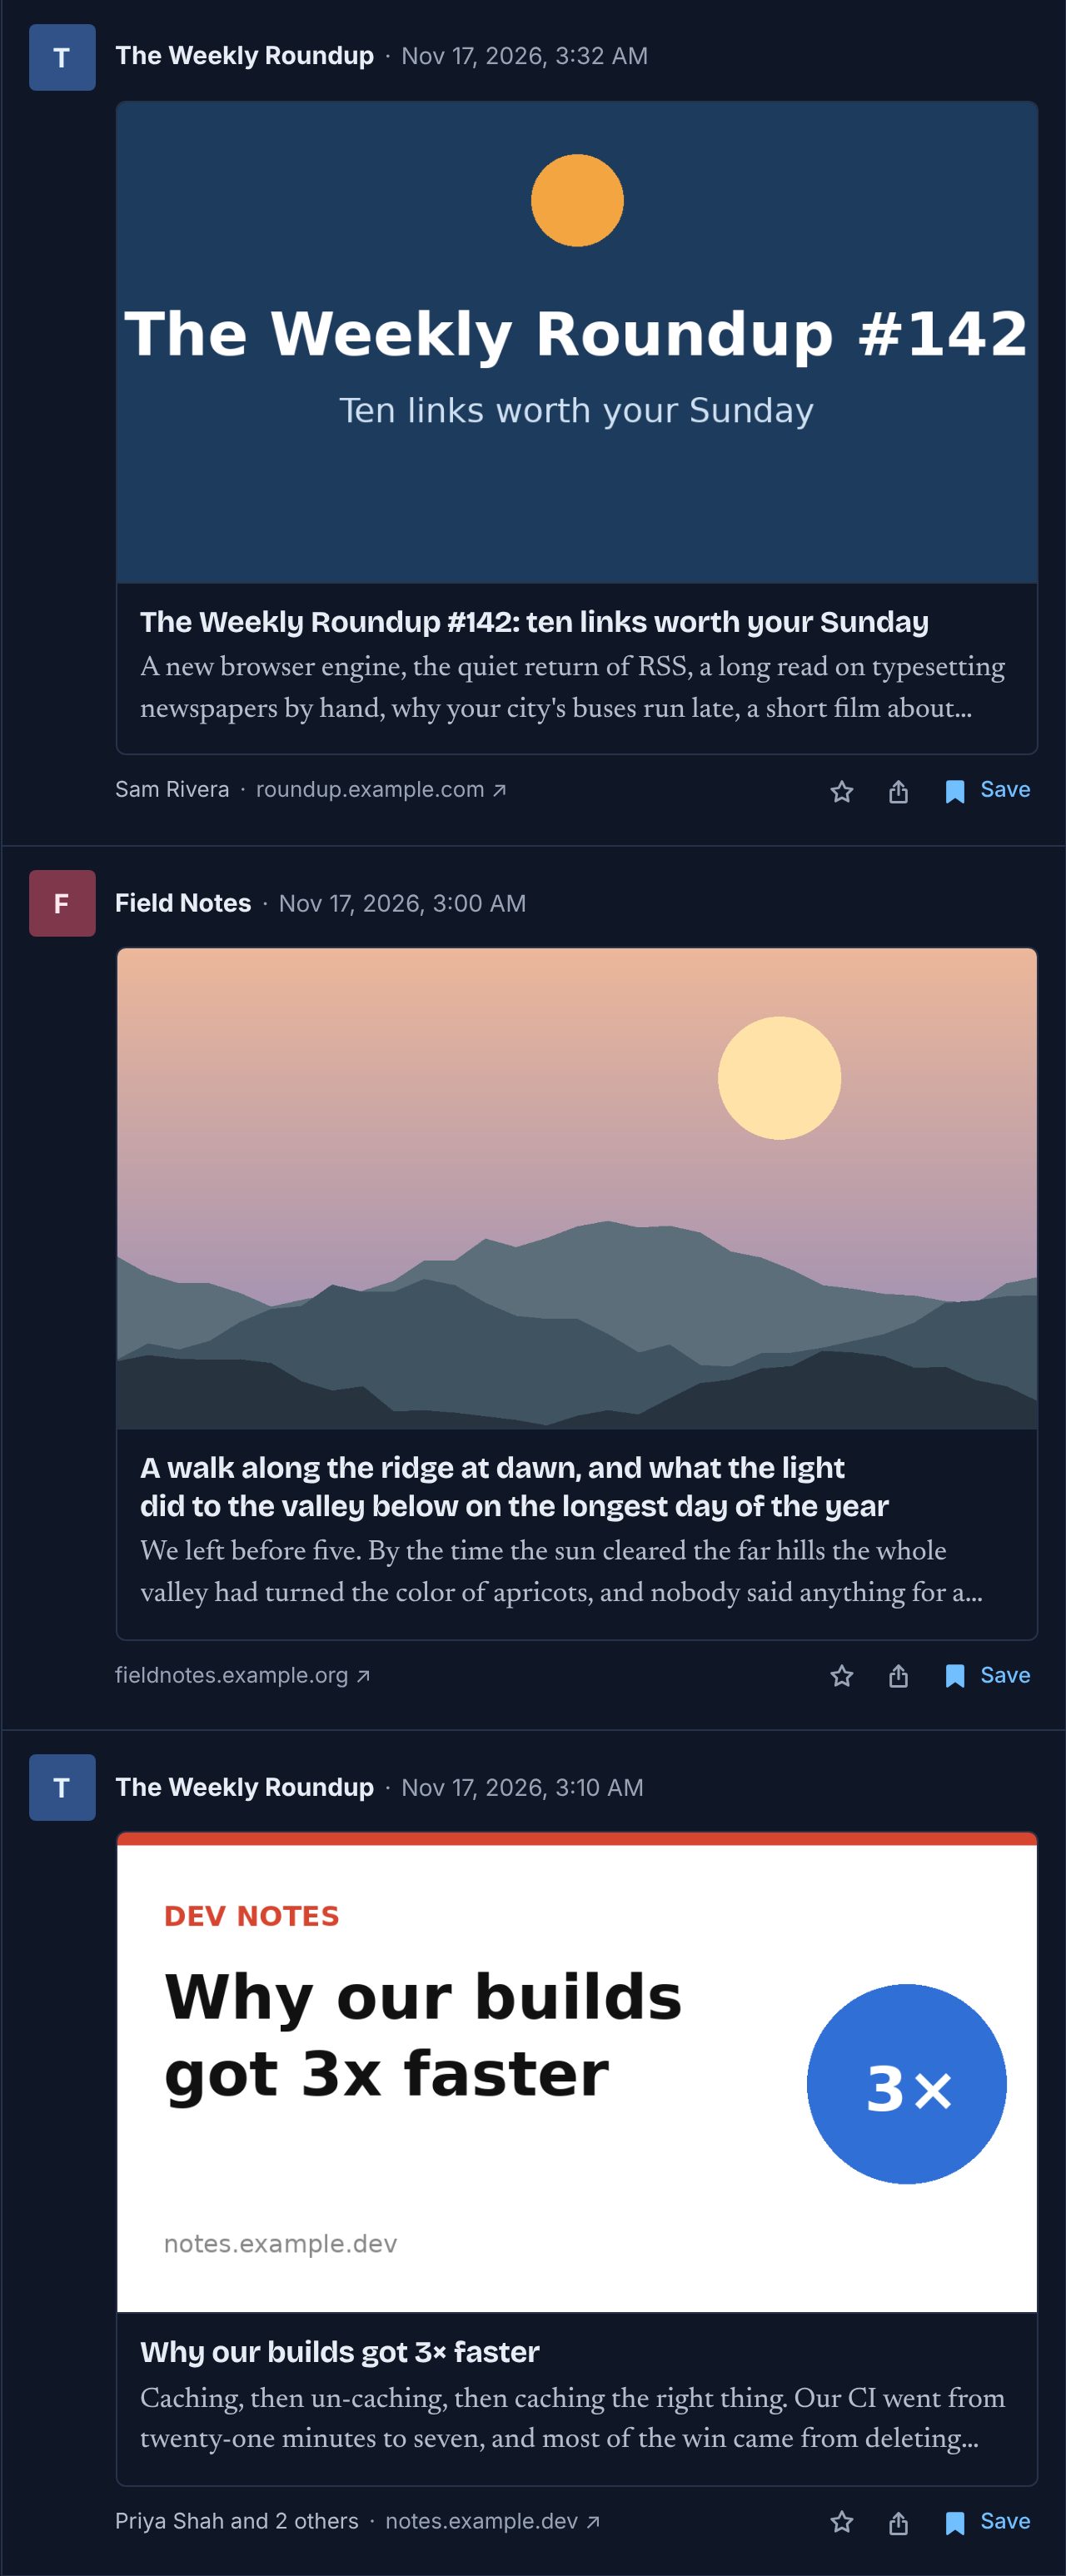 T
The Weekly Roundup · Nov 17, 2026, 3:32 AM
The Weekly Roundup #142
Ten links worth your Sunday
The Weekly Roundup #142: ten links worth your Sunday
A new browser engine, the quiet return of RSS, a long read on typesetting
newspapers by hand, why your city's buses run late, a short film about...
Sam Rivera · roundup.example.com ↗ Save
F
Field Notes · Nov 17, 2026, 3:00 AM
A walk along the ridge at dawn, and what the light
did to the valley below on the longest day of the year
We left before five. By the time the sun cleared the far hills the whole
valley had turned the color of apricots, and nobody said anything for a...
fieldnotes.example.org ↗ Save
T
The Weekly Roundup · Nov 17, 2026, 3:10 AM
DEV NOTES
Why our builds
got 3x faster
3×
notes.example.dev
Why our builds got 3× faster
Caching, then un-caching, then caching the right thing. Our CI went from
twenty-one minutes to seven, and most of the win came from deleting...
Priya Shah and 2 others · notes.example.dev ↗ Save